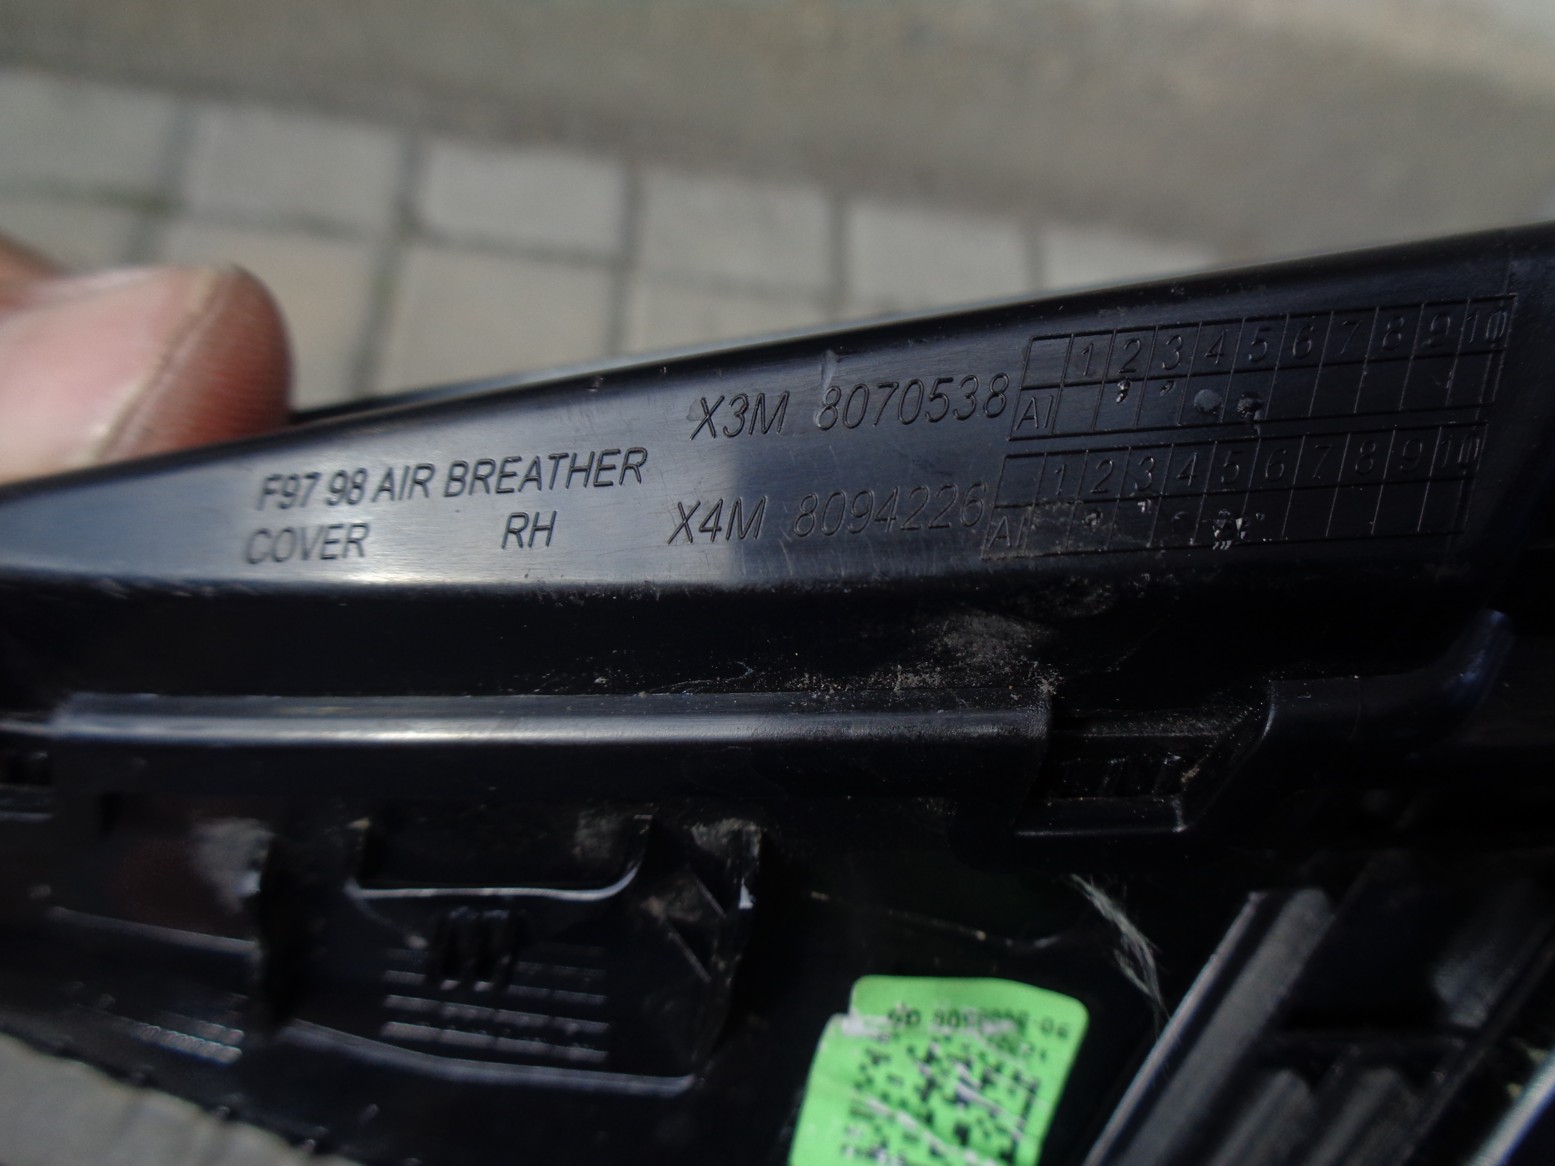 F97 98 AIR BREATHER
COVER RH
X3M 8070538
X4M 8094226
1 2 3 4 5 6 7 8 9 10
AI
1 2 3 4 5 6 7 8 9 10
AI